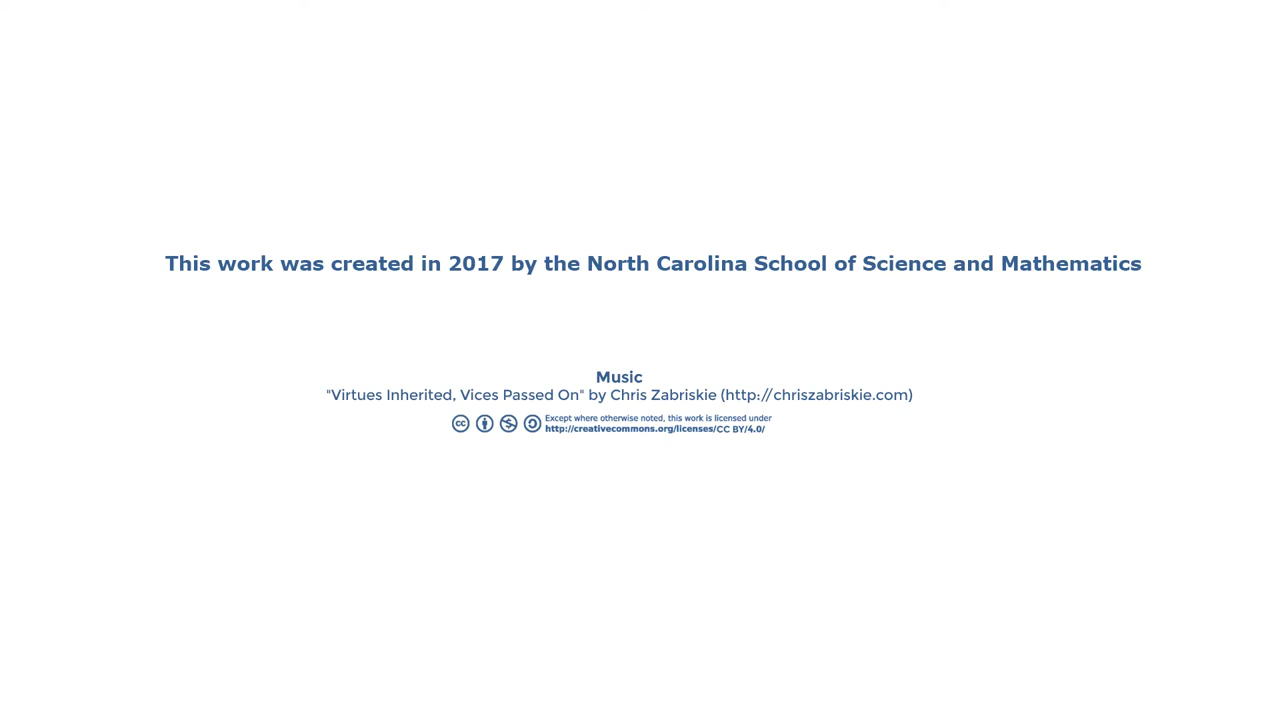 This work was created in 2017 by the North Carolina School of Science and Mathematics
Music
"Virtues Inherited, Vices Passed On" by Chris Zabriskie (http://chriszabriskie.com)
cc Except where otherwise noted, this work is licensed under
http://creativecommons.org/licenses/CC BY/4.0/